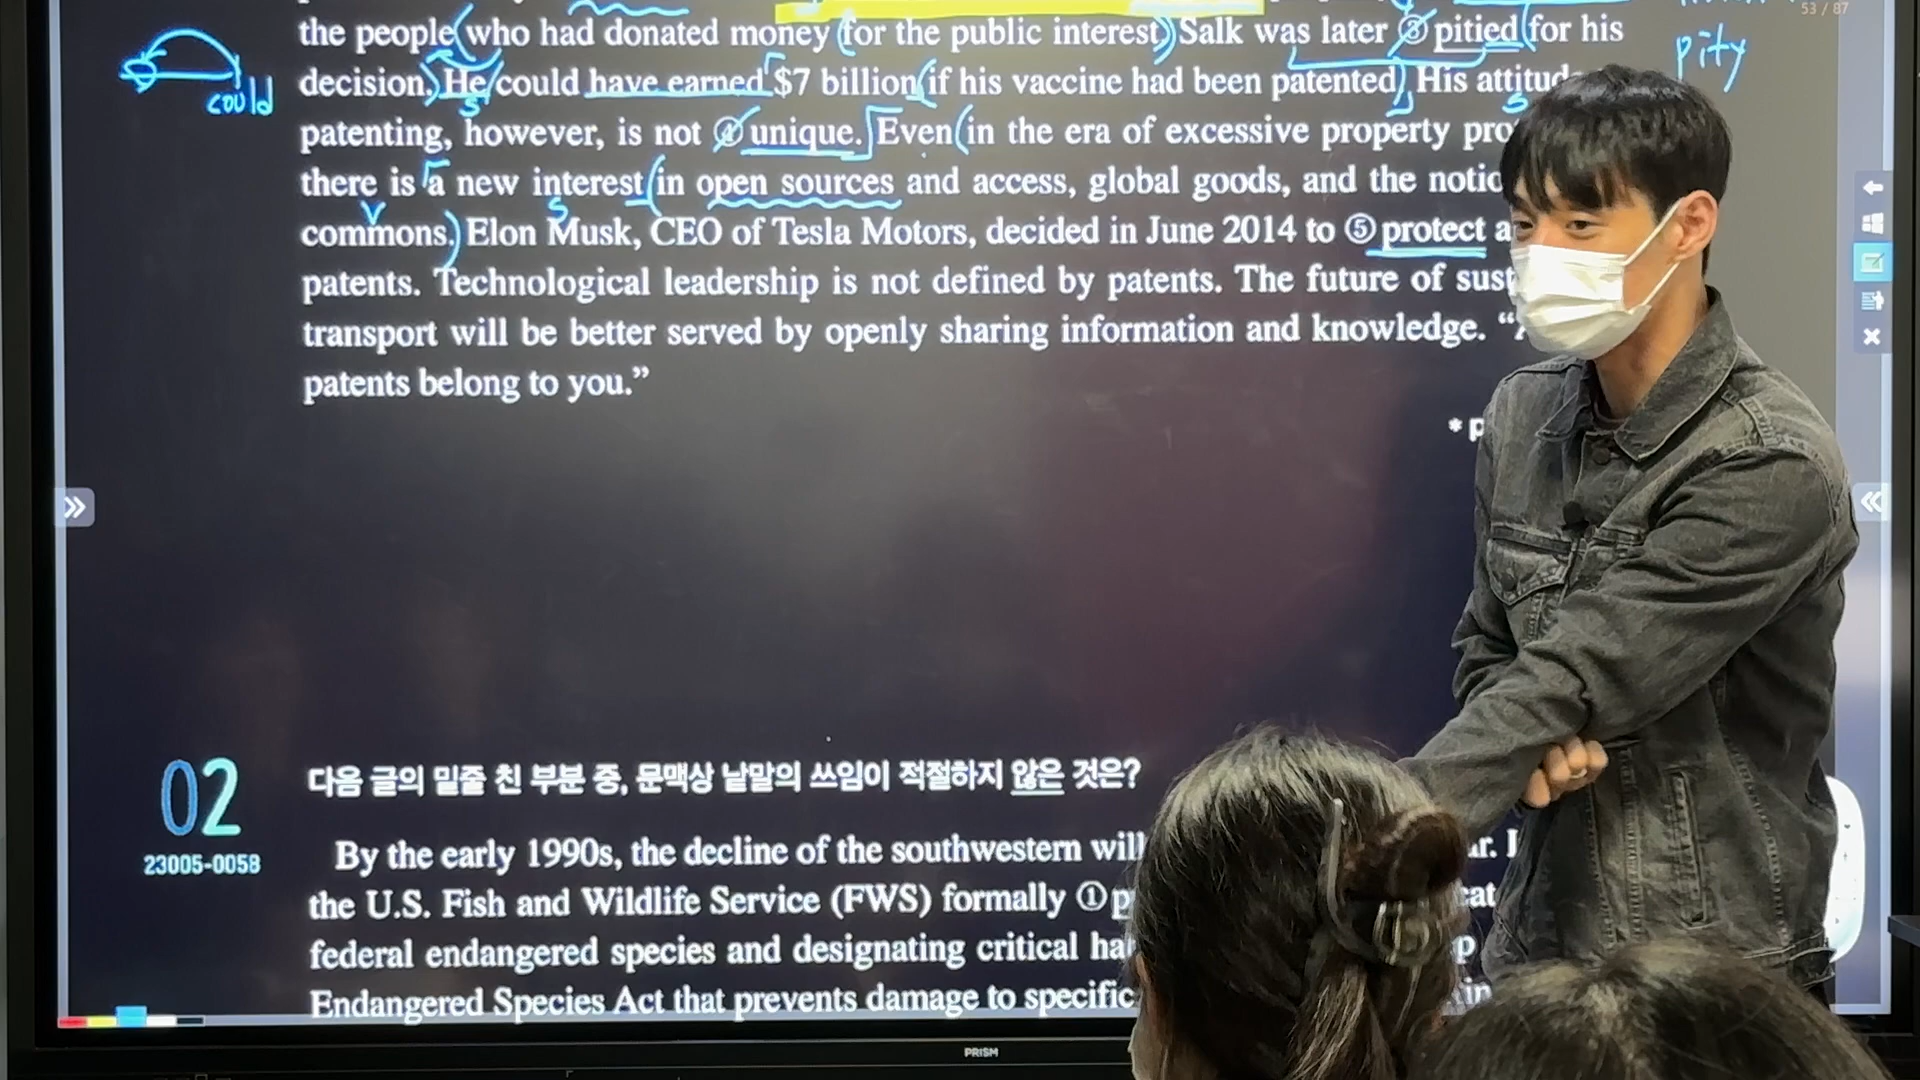 53 / 87
the people who had donated money for the public interest. Salk was later ③ pitied for his
pity
decision. He could have earned $7 billion if his vaccine had been patented. His
could
S
S
patenting, however, is not ④ unique. Even in the era of excessive property
there is a new interest in open sources and access, global goods, and the
V
S
commons. Elon Musk, CEO of Tesla Motors, decided in June 2014 to ⑤ protect
patents. Technological leadership is not defined by patents. The future of
transport will be better served by openly sharing information and knowledge. “
patents belong to you.”
*
02
다음 글의 밑줄 친 부분 중, 문맥상 낱말의 쓰임이 적절하지 않은 것은?
23005-0058
By the early 1990s, the decline of the southwestern
the U.S. Fish and Wildlife Service (FWS) formally ①
federal endangered species and designating critical
Endangered Species Act that prevents damage to specific
PRISM